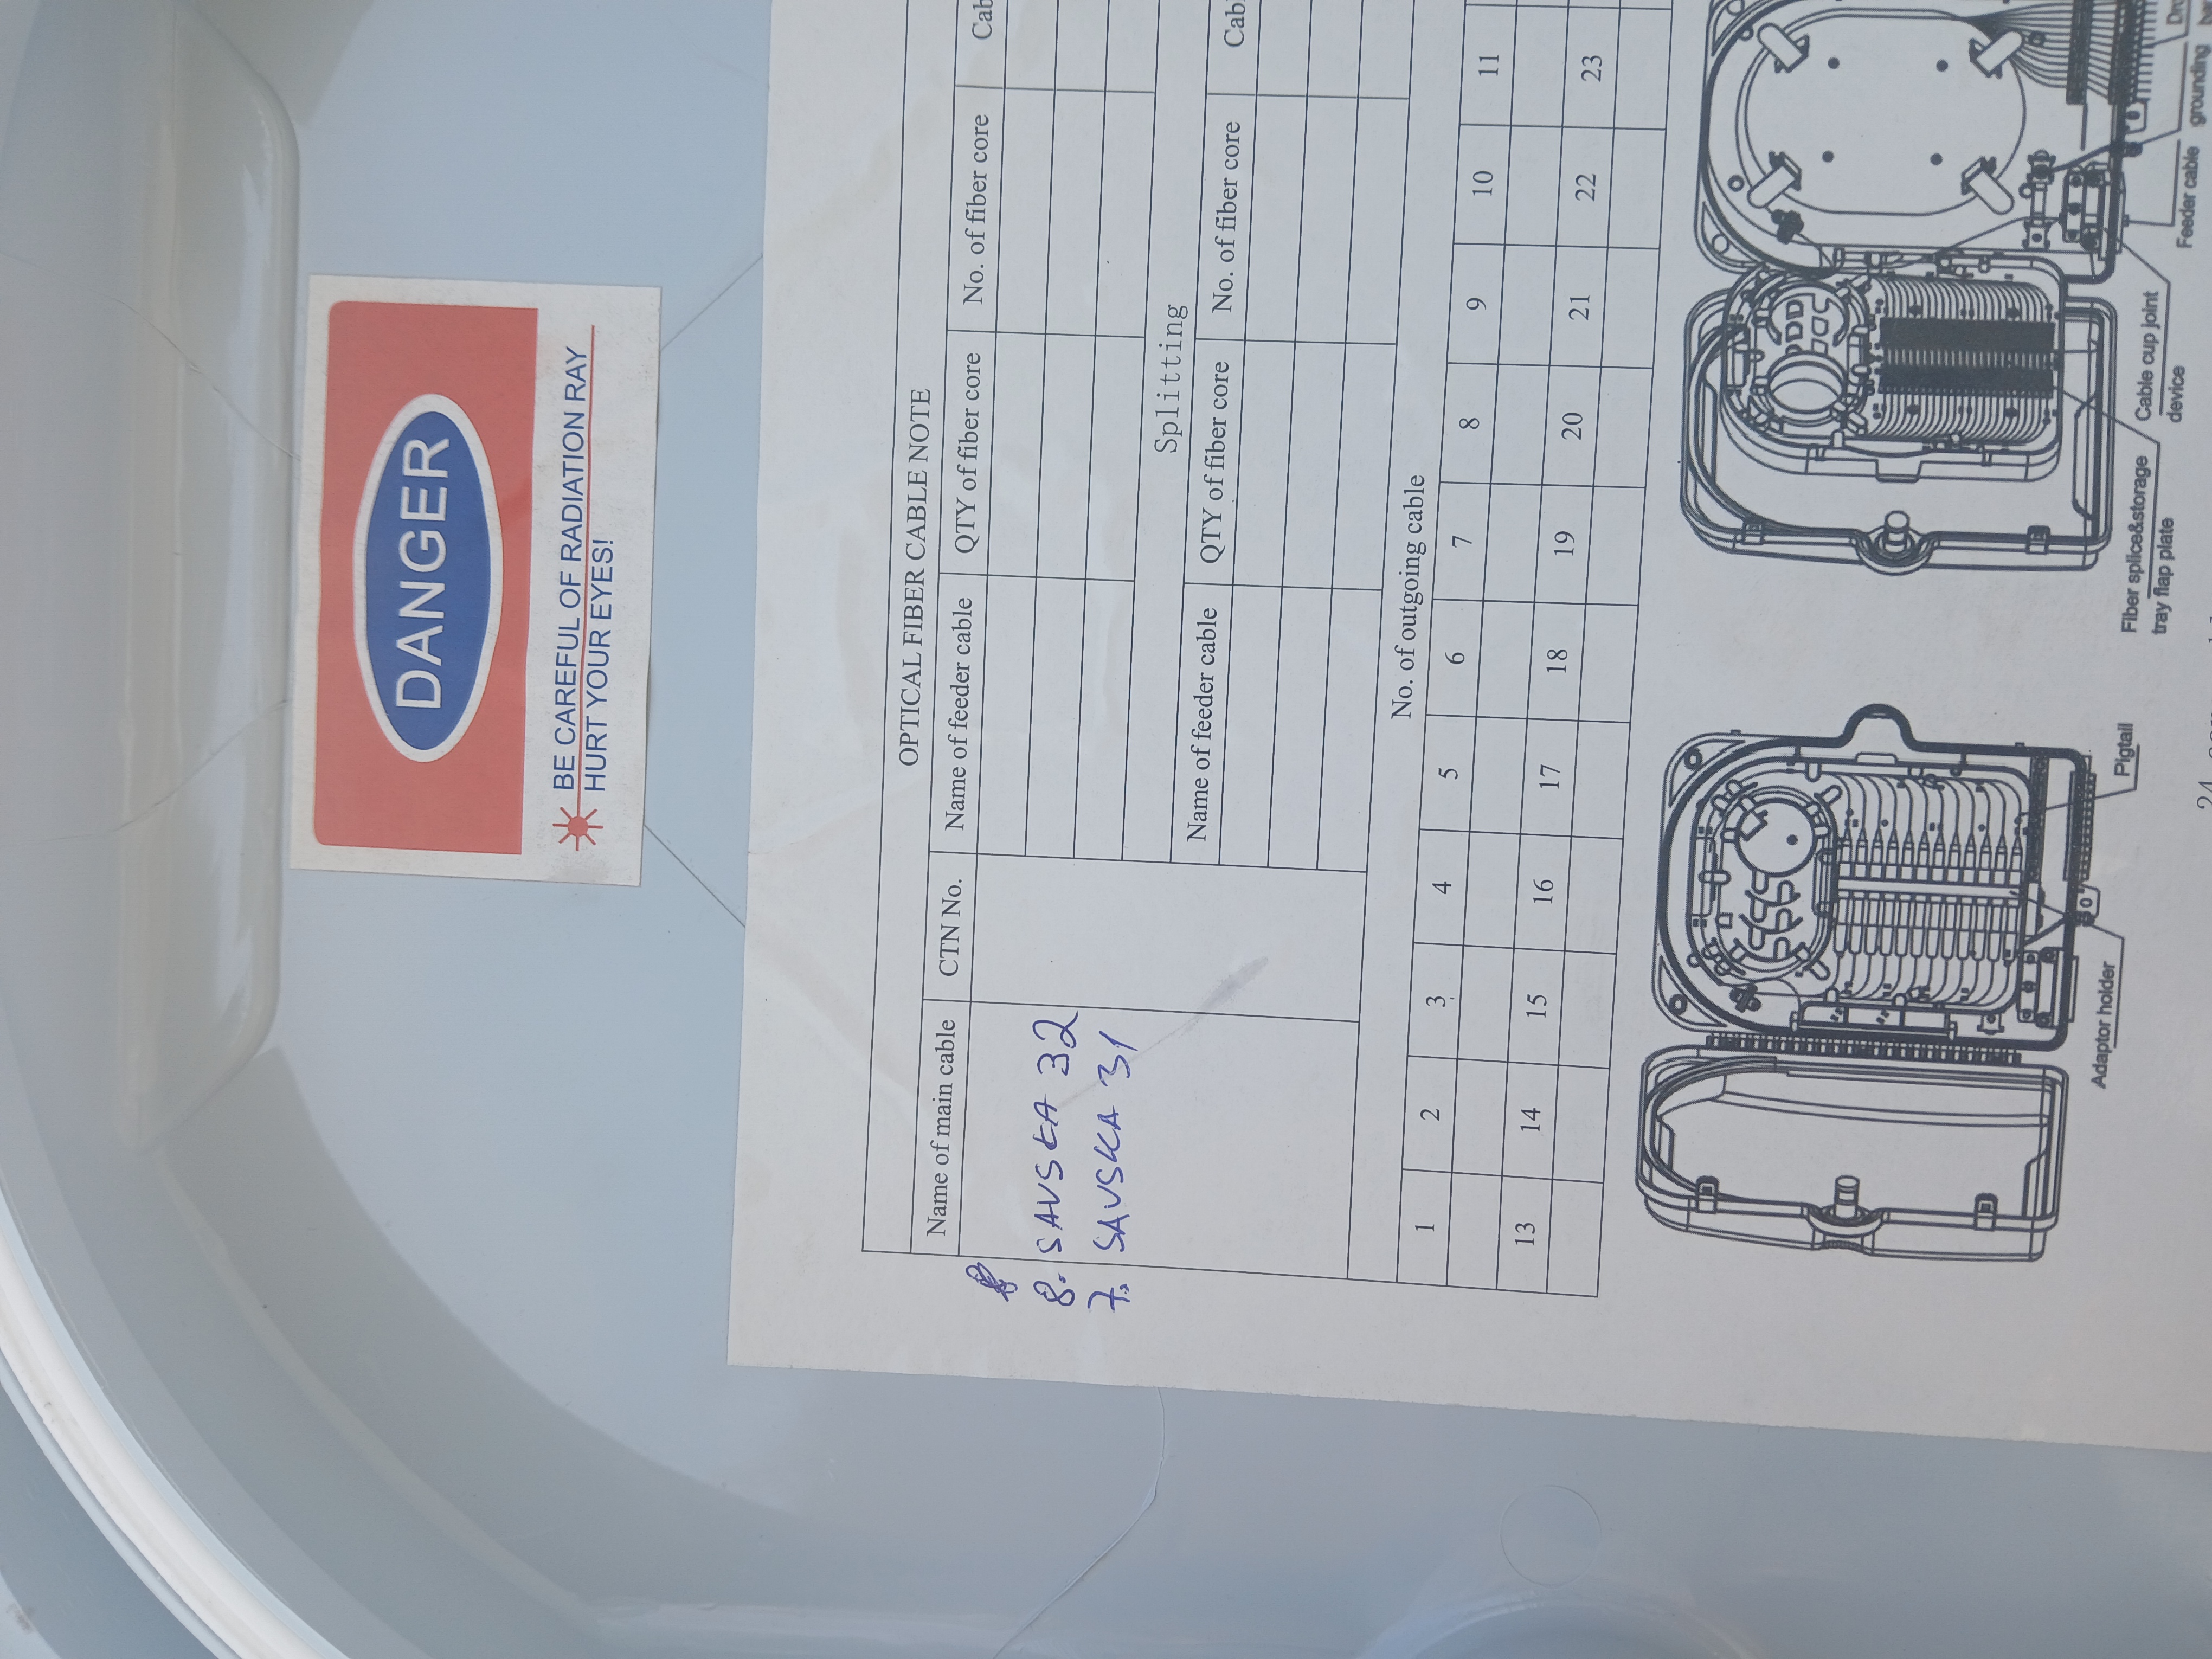 DANGER
BE CAREFUL OF RADIATION RAY
HURT YOUR EYES!
OPTICAL FIBER CABLE NOTE
Name of main cable CTN No. Name of feeder cable QTY of fiber core No. of fiber core Cab
8. SAVSKA 32
7. SAVSKA 31
Splitting
Name of feeder cable QTY of fiber core No. of fiber core Cab
No. of outgoing cable
1 2 3 4 5 6 7 8 9 10 11
13 14 15 16 17 18 19 20 21 22 23
Adaptor holder
Pigtail
Fiber splice&storage
tray flap plate
Cable cup joint
device
Feeder cable
grounding